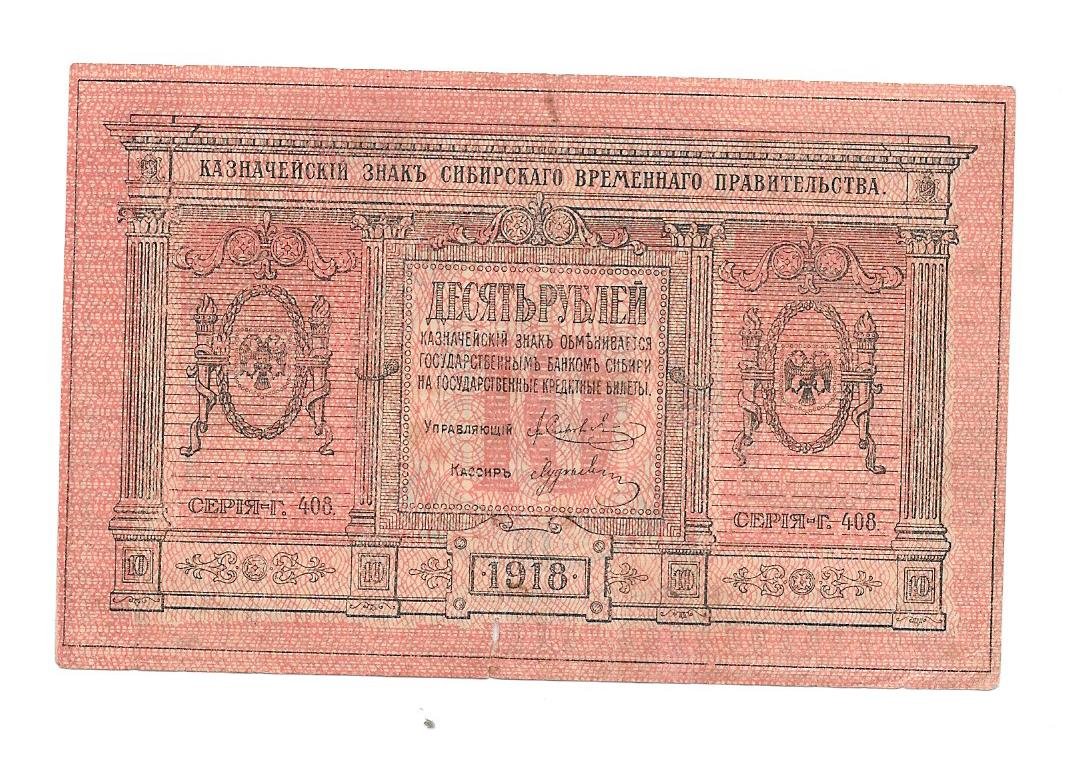 КАЗНАЧЕЙСКІЙ ЗНАКЪ СИБИРСКАГО ВРЕМЕННАГО ПРАВИТЕЛЬСТВА.
ДЕСЯТЬ РУБЛЕЙ
КАЗНАЧЕЙСКІЙ ЗНАКЪ ОБМѢНИВАЕТСЯ
ГОСУДАРСТВЕННЫМЪ БАНКОМЪ СИБИРИ
НА ГОСУДАРСТВЕННЫЕ КРЕДИТНЫЕ БИЛЕТЫ.
10
УПРАВЛЯЮЩІЙ
КАССИРЪ
СЕРІЯ-Г. 408.
СЕРІЯ-Г. 408.
10
10
·1918·
10
10